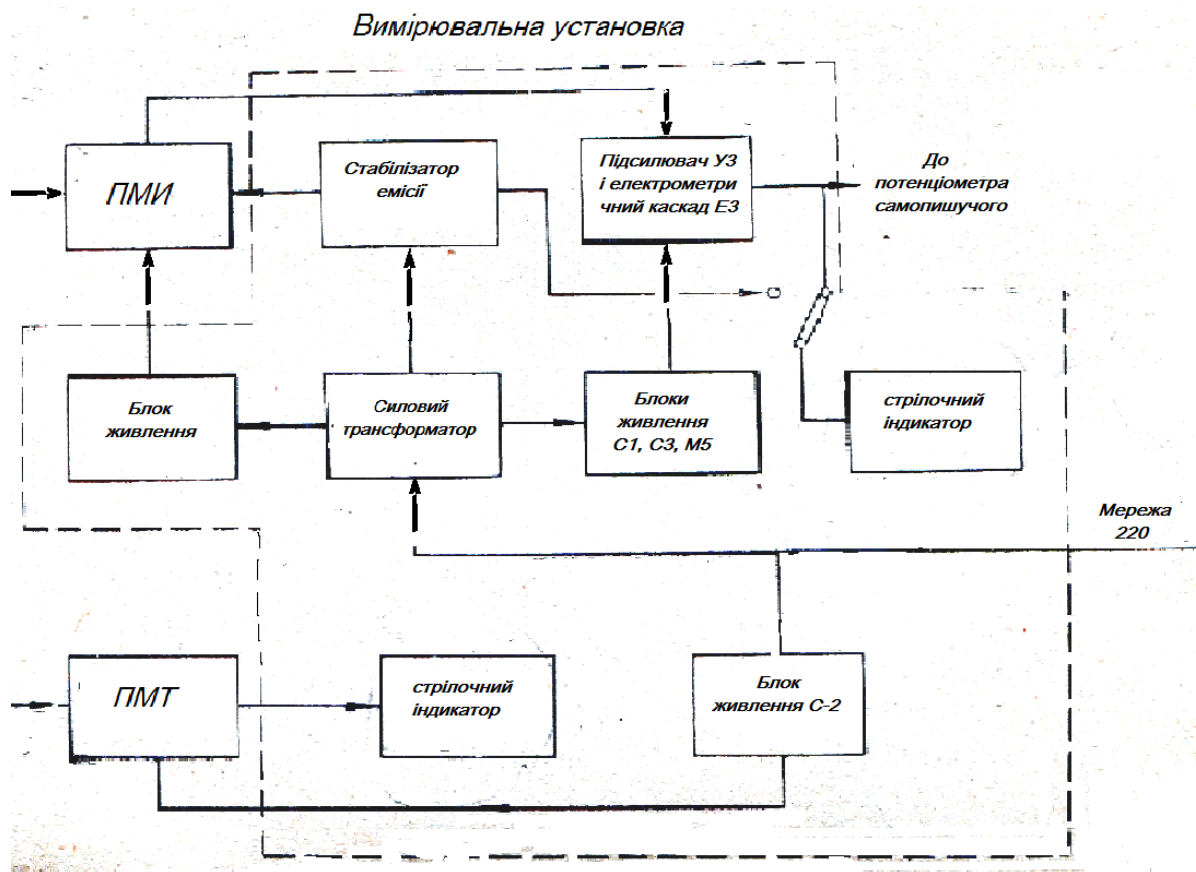 Вимірювальна установка
ПМИ
Стабілізатор
емісії
Підсилювач УЗ
і електрометри
чний каскад ЕЗ
До
потенціометра
самопишучого
Блок
живлення
Силовий
трансформатор
Блоки
живлення
С1, С3, М5
стрілочний
індикатор
Мережа
220
ПМТ
стрілочний
індикатор
Блок
живлення С-2